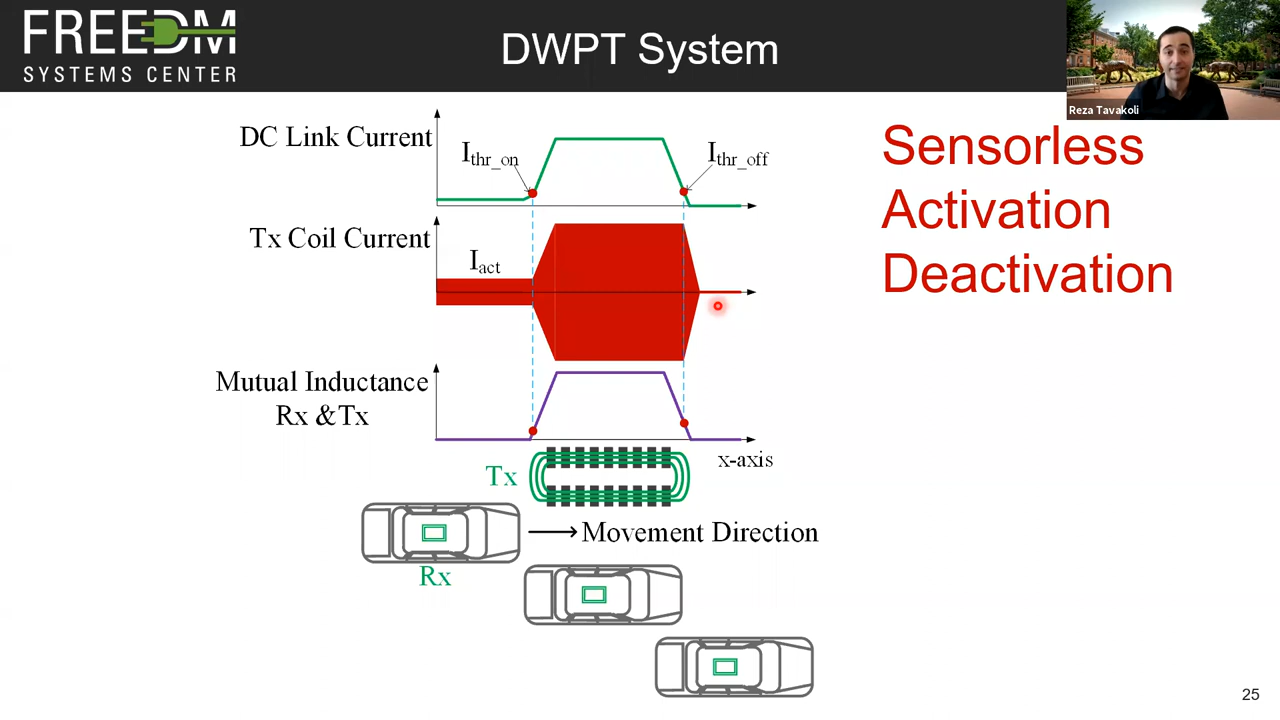 FREEDM
SYSTEMS CENTER
DWPT System
Reza Tavakoli
Sensorless
Activation
Deactivation
DC Link Current
I_thr_on
I_thr_off
Tx Coil Current
I_act
Mutual Inductance
Rx &Tx
x-axis
Tx
Movement Direction
Rx
25